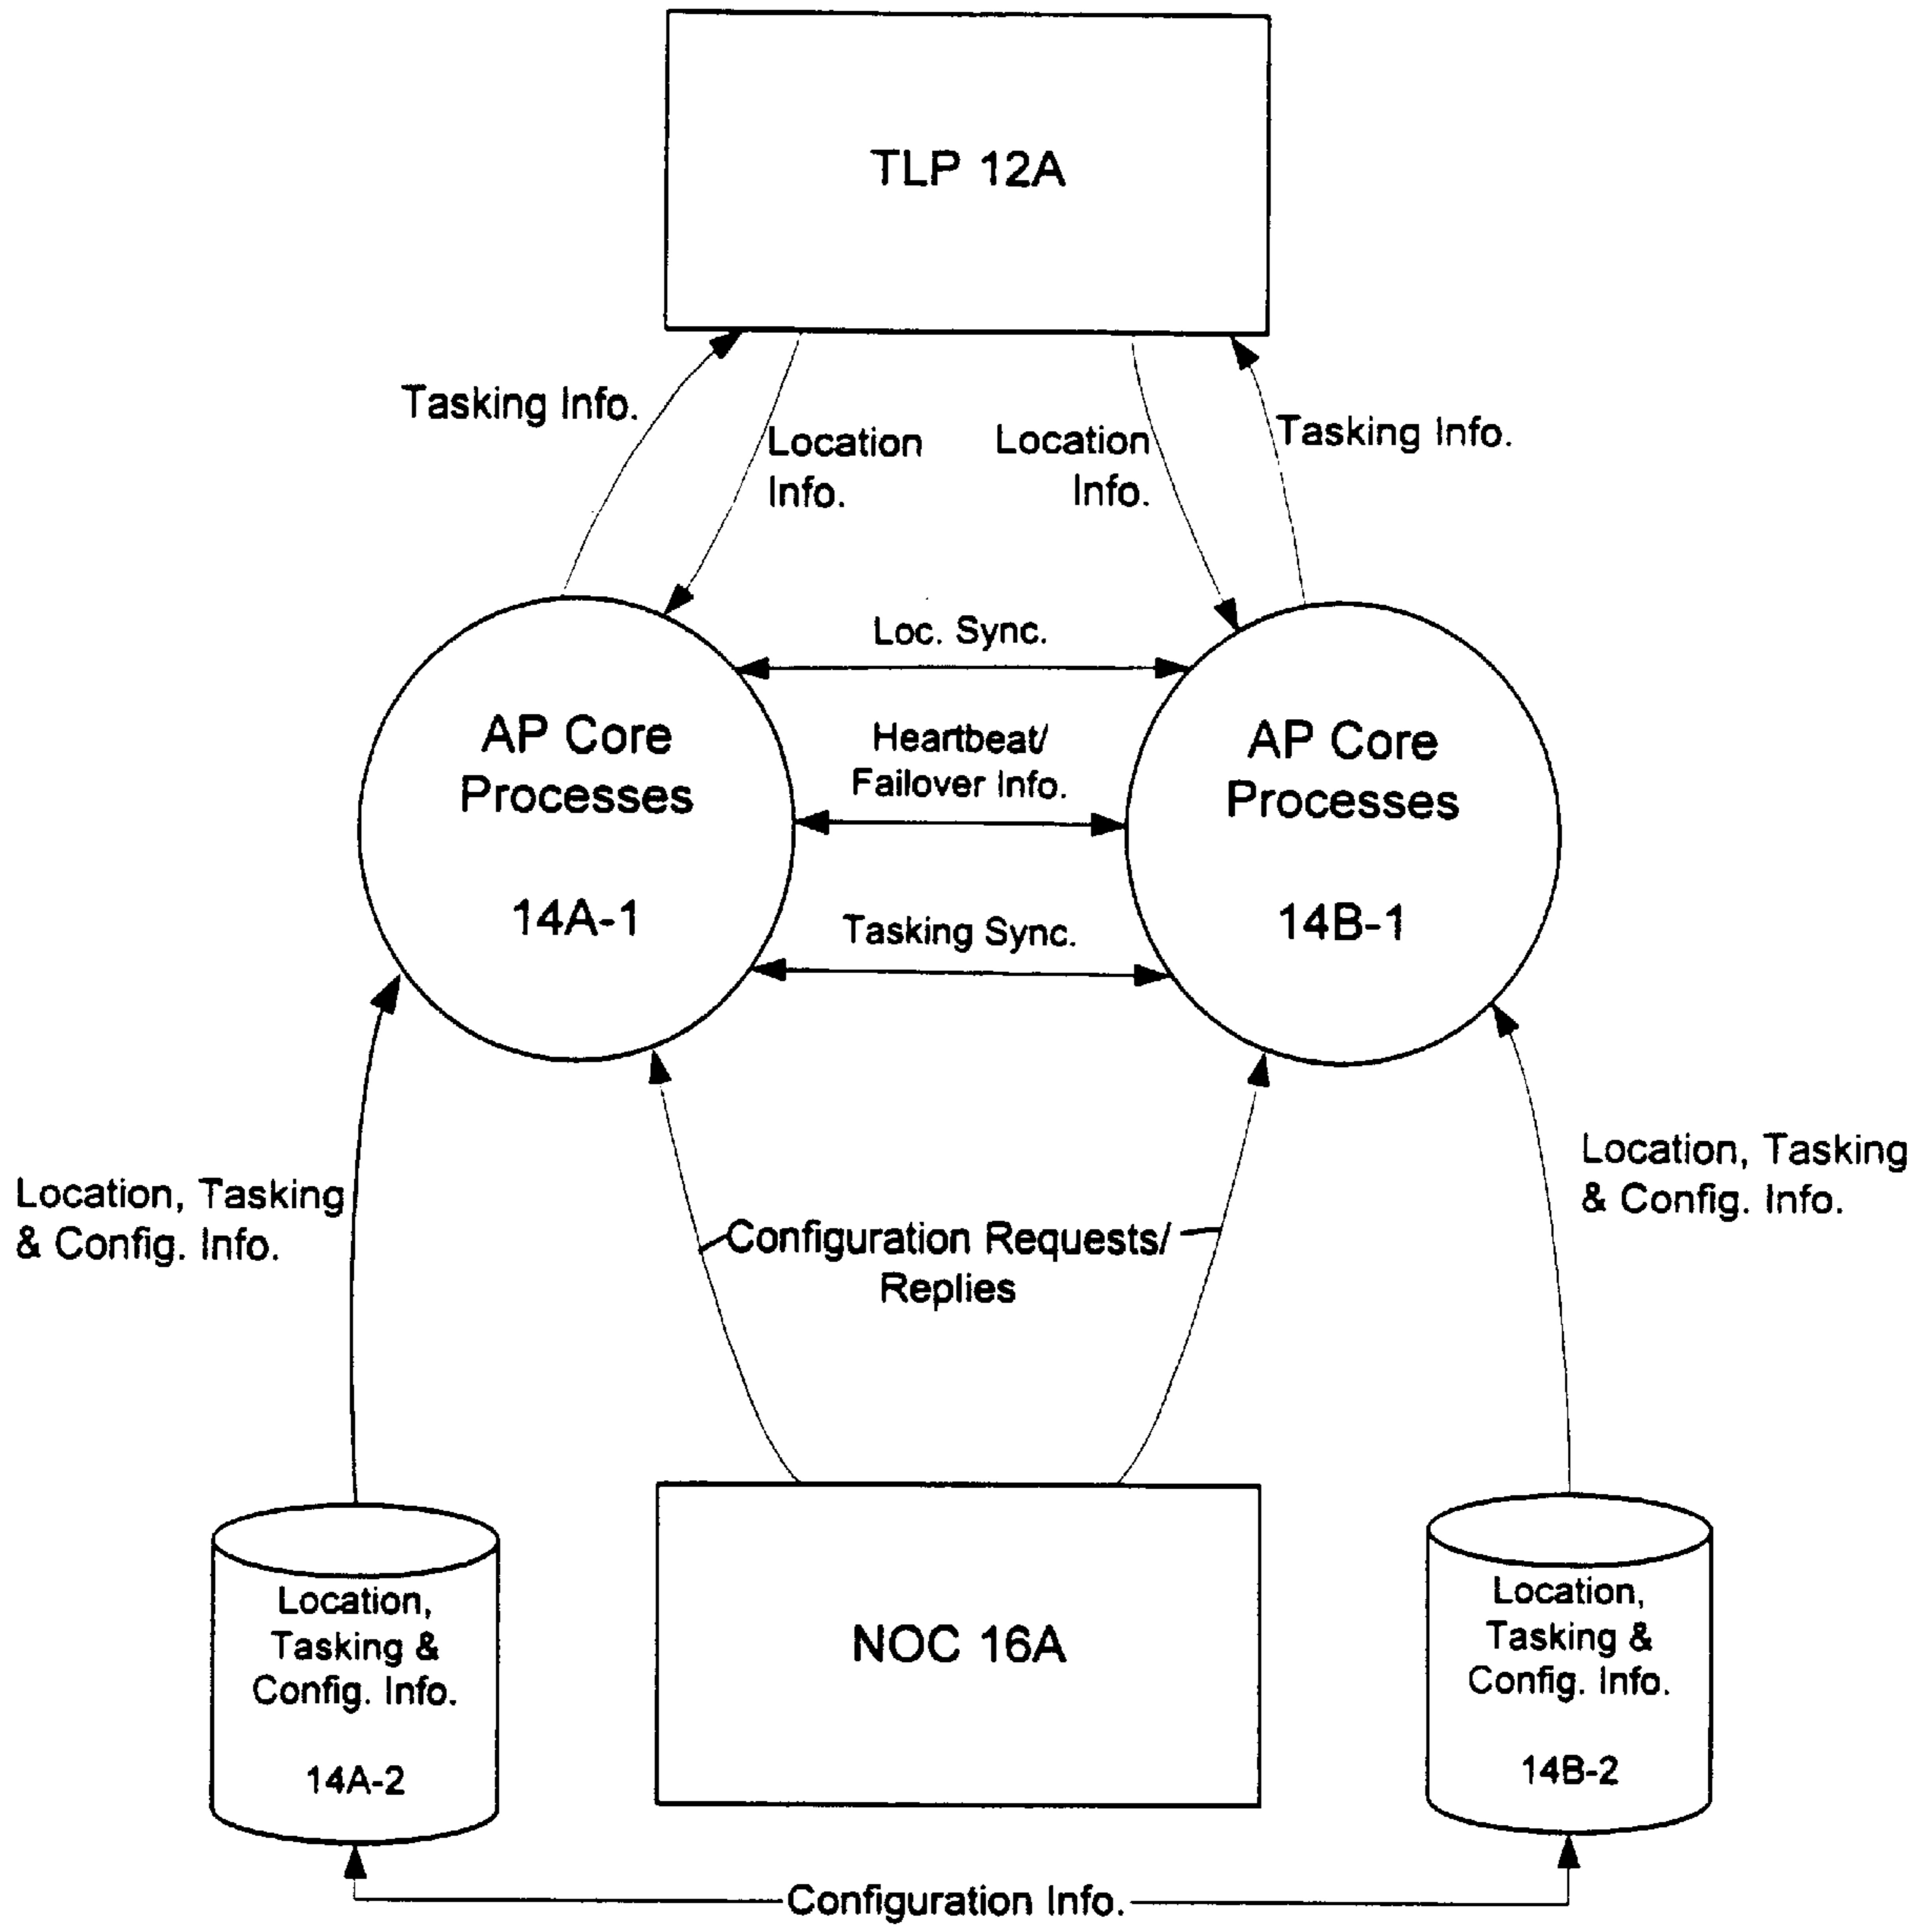 TLP 12A
Tasking Info.
Location
Info.
Location
Info.
Tasking Info.
Loc. Sync.
AP Core
Processes
14A-1
Heartbeat/
Failover Info.
AP Core
Processes
14B-1
Tasking Sync.
Location, Tasking
& Config. Info.
Configuration Requests/
Replies
Location, Tasking
& Config. Info.
Location,
Tasking &
Config. Info.
14A-2
NOC 16A
Location,
Tasking &
Config. Info.
14B-2
Configuration Info.